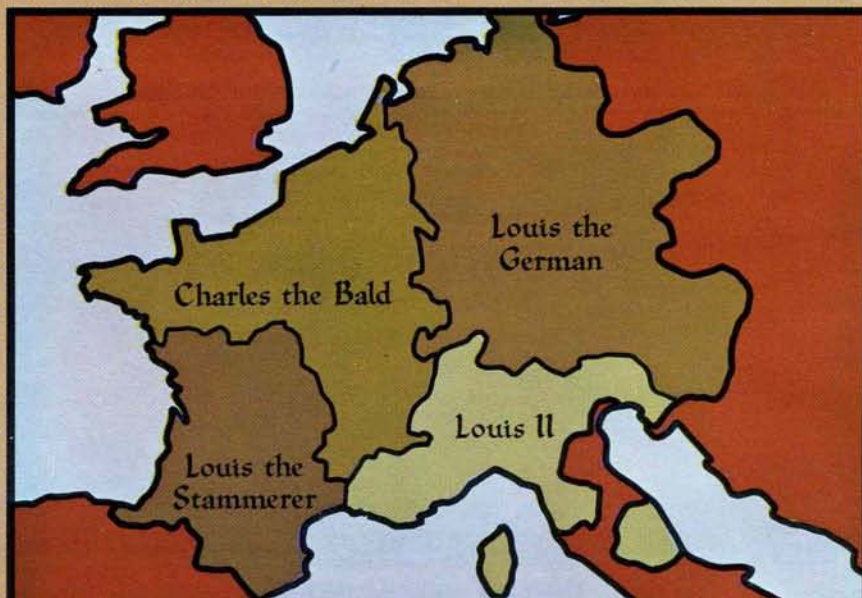 Louis the
German
Charles the Bald
Louis II
Louis the
Stammerer